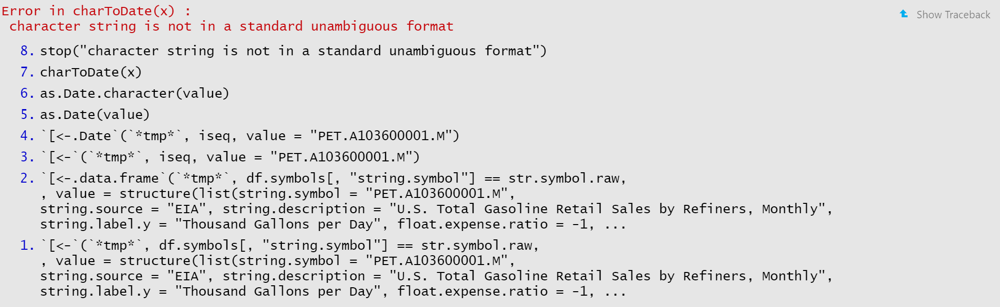 Error in charToDate(x) :
Show Traceback
character string is not in a standard unambiguous format
8. stop("character string is not in a standard unambiguous format")
7. charToDate(x)
6. as.Date.character(value)
5. as.Date(value)
4. `[<-.Date`(`*tmp*`, iseq, value = "PET.A103600001.M")
3. `[<-`(`*tmp*`, iseq, value = "PET.A103600001.M")
2. `[<-.data.frame`(`*tmp*`, df.symbols[, "string.symbol"] == str.symbol.raw,
, value = structure(list(string.symbol = "PET.A103600001.M",
string.source = "EIA", string.description = "U.S. Total Gasoline Retail Sales by Refiners, Monthly",
string.label.y = "Thousand Gallons per Day", float.expense.ratio = -1, ...
1. `[<-`(`*tmp*`, df.symbols[, "string.symbol"] == str.symbol.raw,
, value = structure(list(string.symbol = "PET.A103600001.M",
string.source = "EIA", string.description = "U.S. Total Gasoline Retail Sales by Refiners, Monthly",
string.label.y = "Thousand Gallons per Day", float.expense.ratio = -1, ...